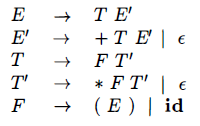 E → T E′
E′ → + T E′ | ϵ
T → F T′
T′ → * F T′ | ϵ
F → ( E ) | id